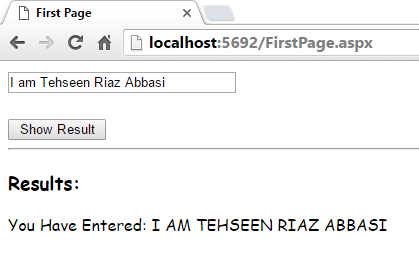 First Page
localhost:5692/FirstPage.aspx
I am Tehseen Riaz Abbasi
Show Result
Results:
You Have Entered: I AM TEHSEEN RIAZ ABBASI